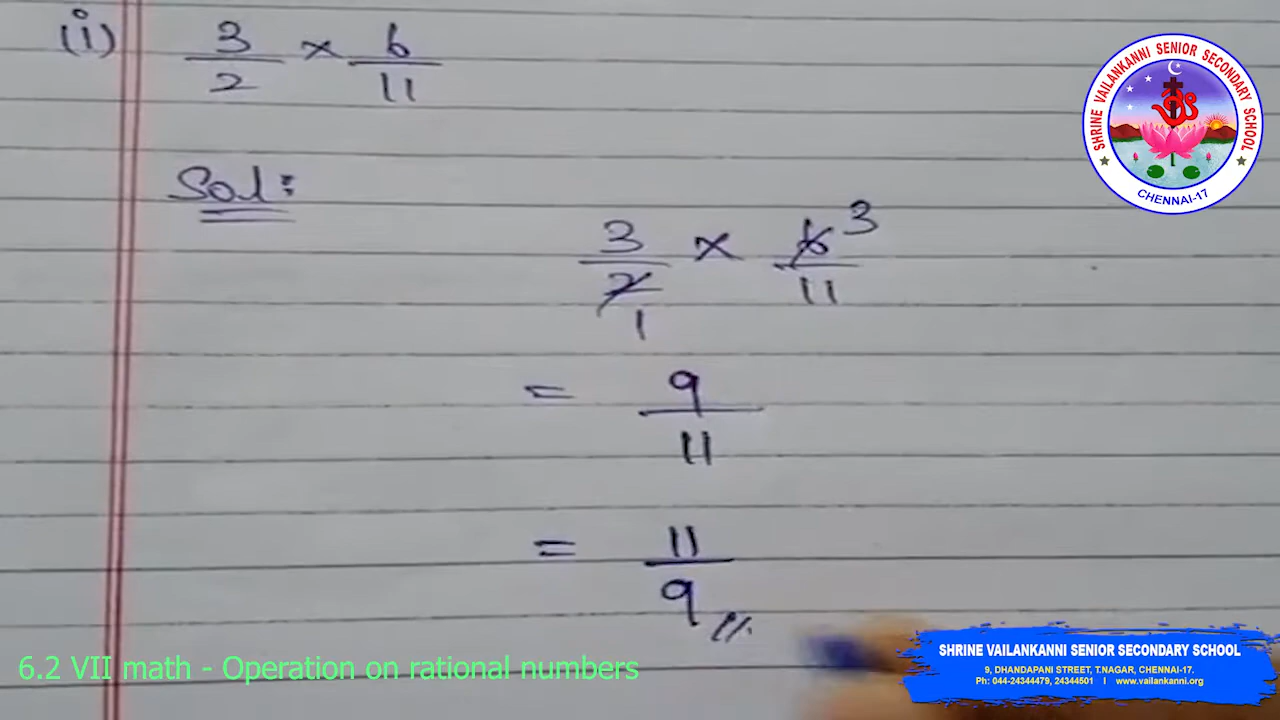 (i) 3/2 × 6/11
Sol:
3/2 1 × 6 3/11
= 9/11
= 11/9 //.
6.2 VII math - Operation on rational numbers
SHRINE VAILANKANNI SENIOR SECONDARY SCHOOL
CHENNAI-17
SHRINE VAILANKANNI SENIOR SECONDARY SCHOOL
9, DHANDAPANI STREET, T.NAGAR, CHENNAI-17.
Ph: 044-24344479, 24344501 I www.vailankanni.org